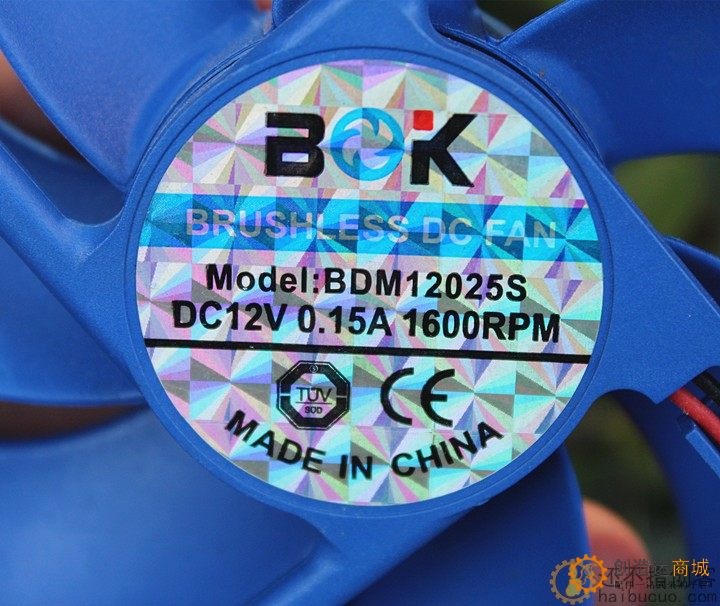 BOK
BRUSHLESS DC FAN
Model:BDM12025S
DC12V 0.15A 1600RPM
TÜV
SÜD
CE
MADE IN CHINA
商城
haibucuo.com